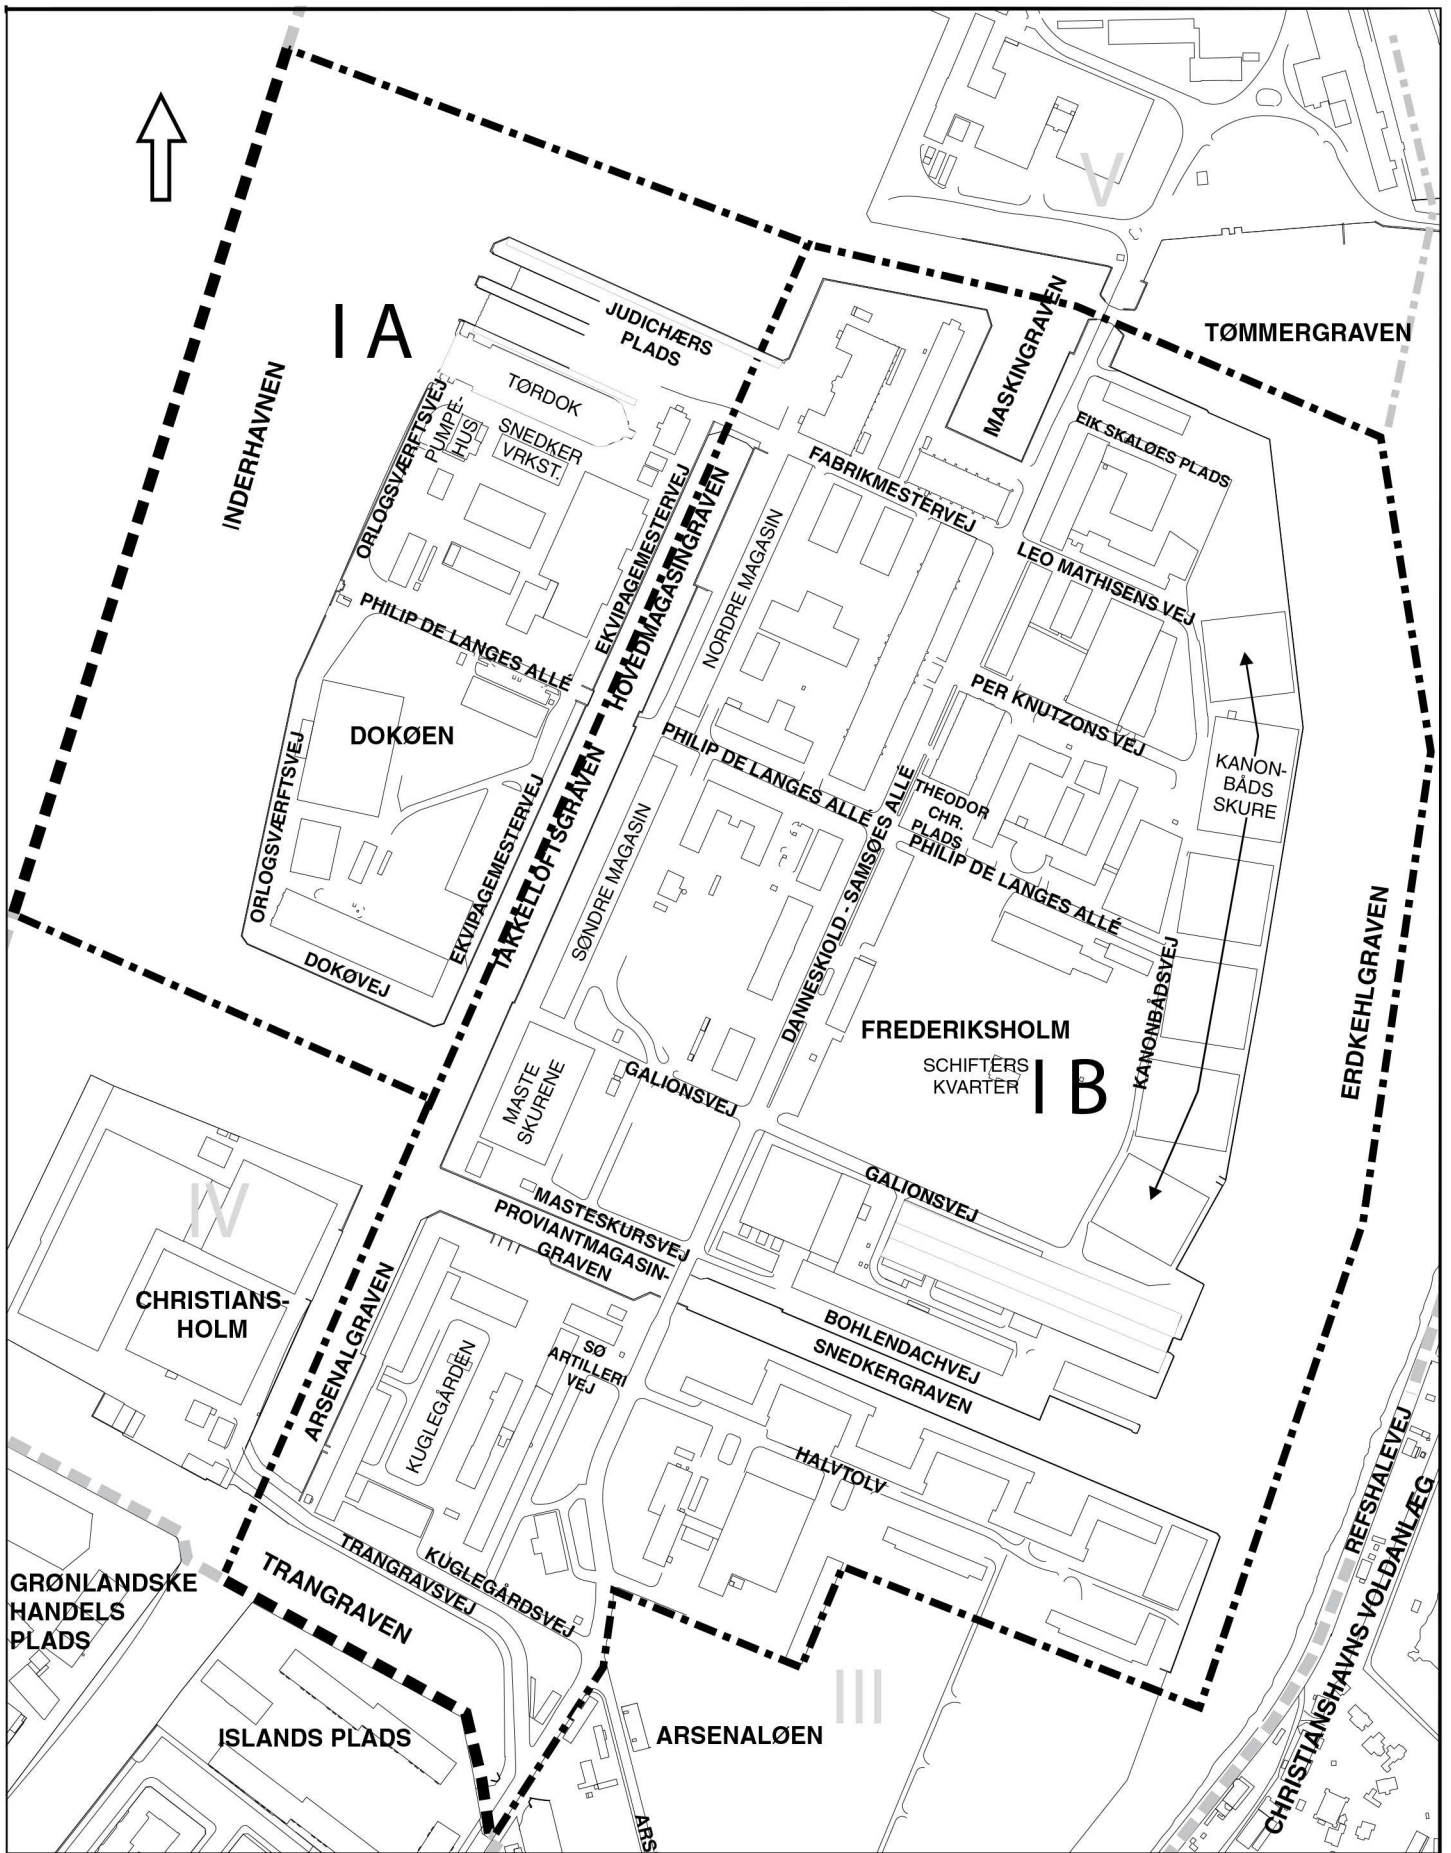 V
I A
JUDICHÆRS
PLADS
MASKINGRAVEN
TØMMERGRAVEN
INDERHAVNEN
ORLOGSVÆRFTSVEJ
PUMPE-
HUS
TØRDOK
SNEDKER
VRKST.
EIK SKALØES PLADS
FABRIKMESTERVEJ
EKVIPAGEMESTERVEJ
HOVEDMAGASINGRAVEN
NORDRE MAGASIN
LEO MATHISENS VEJ
PHILIP DE LANGES ALLÉ
PER KNUTZONS VEJ
DOKØEN
ORLOGSVÆRFTSVEJ
EKVIPAGEMESTERVEJ
TAKKELLOFTSGRAVEN
PHILIP DE LANGES ALLÉ
KANON-
BÅDS
SKURE
THEODOR
CHR.
PLADS
PHILIP DE LANGES ALLÉ
SØNDRE MAGASIN
DANNESKIOLD - SAMSØES ALLÉ
ERDKEHLGRAVEN
DOKØVEJ
KANONBÅDSVEJ
FREDERIKSHOLM
SCHIFTERS
KVARTER
I B
MASTE
SKURENE
GALIONSVEJ
GALIONSVEJ
IV
MASTESKURSVEJ
PROVIANTMAGASIN-
GRAVEN
CHRISTIANS-
HOLM
ARSENALGRAVEN
KUGLEGÅRDEN
SØ
ARTILLERI
VEJ
BOHLENDACHVEJ
SNEDKERGRAVEN
HALVTOLV
REFSHALEVEJ
CHRISTIANSHAVNS VOLDANLÆG
TRANGRAVSVEJ
KUGLEGÅRDSVEJ
TRANGRAVEN
GRØNLANDSKE
HANDELS
PLADS
III
ISLANDS PLADS
ARSENALØEN
ARS